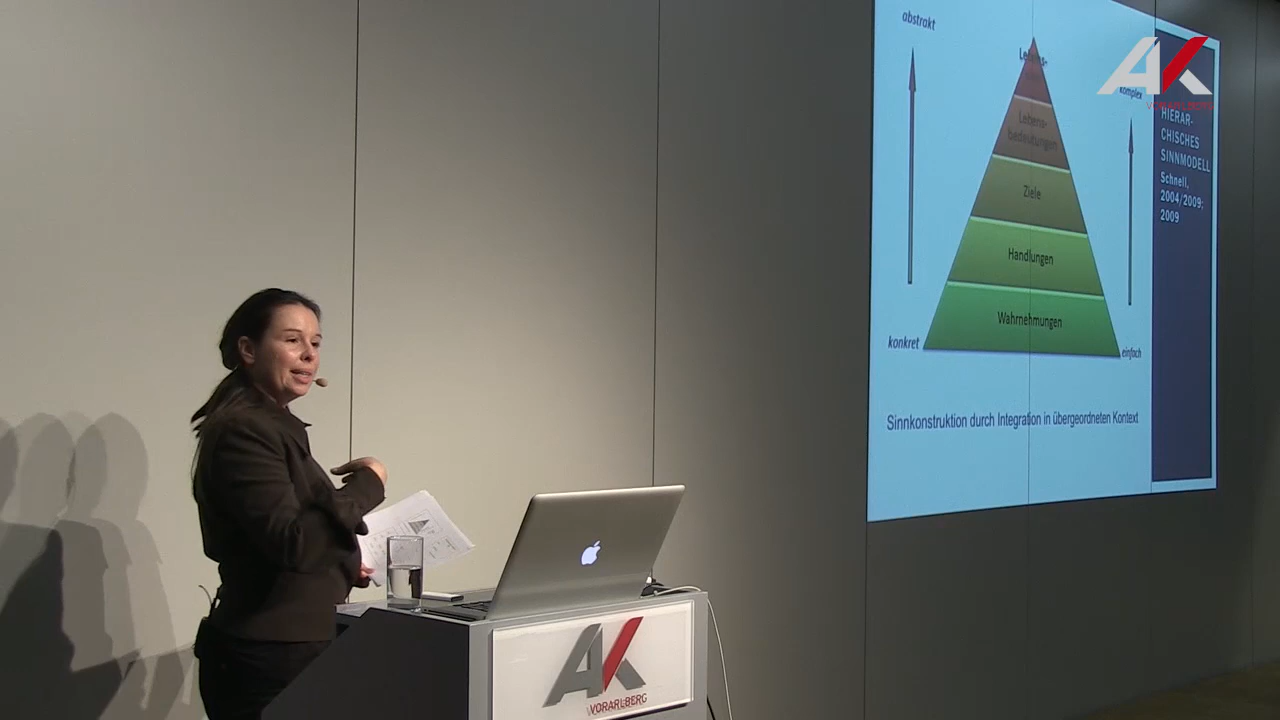 abstrakt
Lebens-
komplex
Lebens-
bedeutungen
Ziele
Handlungen
Wahrnehmungen
konkret
einfach
Sinnkonstruktion durch Integration in übergeordneten Kontext
HIERAR-
CHISCHES
SINNMODELL
Schnell,
2004/2009;
2009
AK
VORARLBERG
AK
VORARLBERG